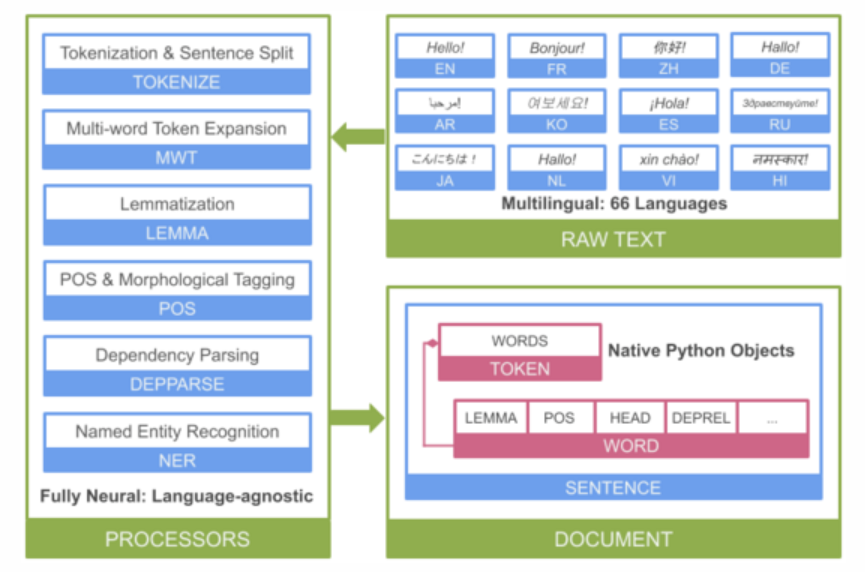 Tokenization & Sentence Split
TOKENIZE
Multi-word Token Expansion
MWT
Lemmatization
LEMMA
POS & Morphological Tagging
POS
Dependency Parsing
DEPPARSE
Named Entity Recognition
NER
Fully Neural: Language-agnostic
PROCESSORS
Hello!
EN
Bonjour!
FR
你好!
ZH
Hallo!
DE
مرحبا!
AR
여보세요!
KO
¡Hola!
ES
Здравствуйте!
RU
こんにちは！
JA
Hallo!
NL
xin chào!
VI
नमस्कार!
HI
Multilingual: 66 Languages
RAW TEXT
WORDS
TOKEN
Native Python Objects
LEMMA POS HEAD DEPREL ...
WORD
SENTENCE
DOCUMENT